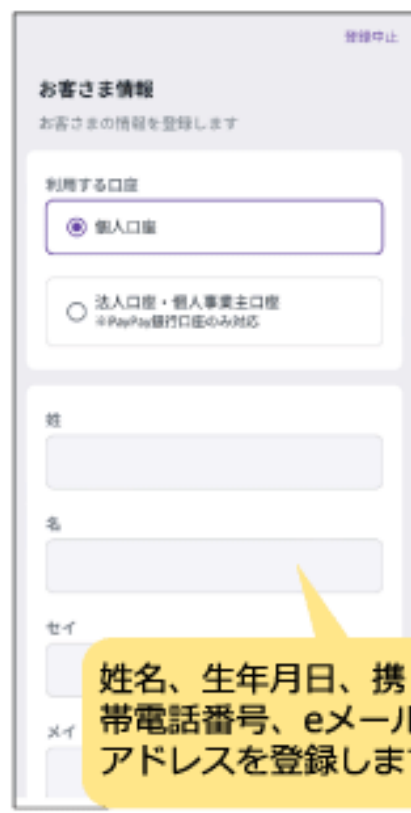 登録中止
お客さま情報
お客さまの情報を登録します
利用する口座
個人口座
法人口座・個人事業主口座
※PayPay銀行口座のみ対応
姓
名
セイ
メイ
姓名、生年月日、携
帯電話番号、eメール
アドレスを登録しま